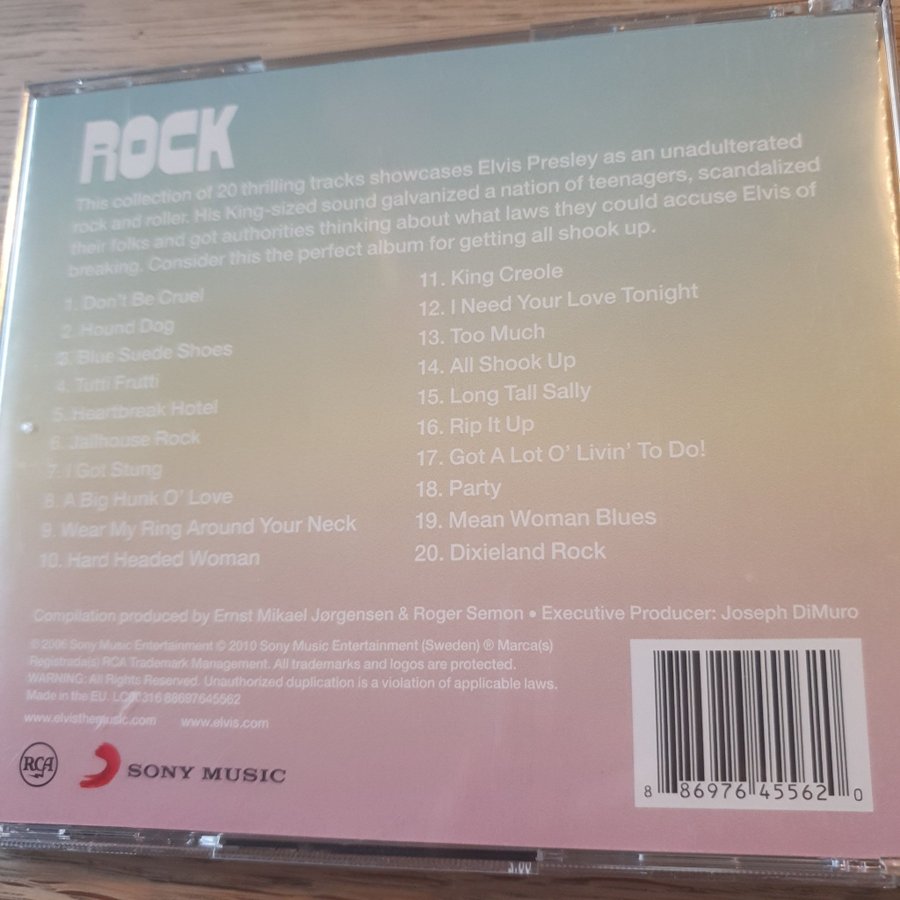 ROCK
This collection of 20 thrilling tracks showcases Elvis Presley as an unadulterated
rock and roller. His King-sized sound galvanized a nation of teenagers, scandalized
their folks and got authorities thinking about what laws they could accuse Elvis of
breaking. Consider this the perfect album for getting all shook up.
1. Don't Be Cruel
2. Hound Dog
3. Blue Suede Shoes
4. Tutti Frutti
5. Heartbreak Hotel
6. Jailhouse Rock
7. I Got Stung
8. A Big Hunk O' Love
9. Wear My Ring Around Your Neck
10. Hard Headed Woman
11. King Creole
12. I Need Your Love Tonight
13. Too Much
14. All Shook Up
15. Long Tall Sally
16. Rip It Up
17. Got A Lot O' Livin' To Do!
18. Party
19. Mean Woman Blues
20. Dixieland Rock
Compilation produced by Ernst Mikael Jørgensen & Roger Semon • Executive Producer: Joseph DiMuro
© 2006 Sony Music Entertainment © 2010 Sony Music Entertainment (Sweden) ® Marca(s)
Registrada(s) RCA Trademark Management. All trademarks and logos are protected.
WARNING: All Rights Reserved. Unauthorized duplication is a violation of applicable laws.
Made in the EU. 88697645562
www.elvisthemusic.com www.elvis.com
RCA SONY MUSIC
8 86976 45562 0